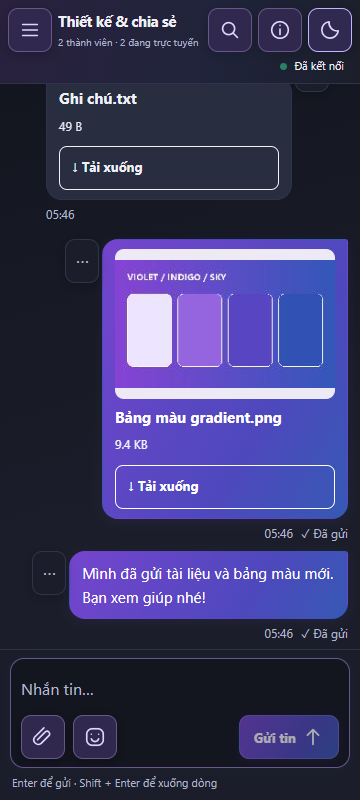 Thiết kế & chia sẻ
2 thành viên · 2 đang trực tuyến
Đã kết nối
Ghi chú.txt
49 B
↓ Tải xuống
05:46
VIOLET / INDIGO / SKY
Bảng màu gradient.png
9.4 KB
↓ Tải xuống
05:46 ✓ Đã gửi
Mình đã gửi tài liệu và bảng màu mới.
Bạn xem giúp nhé!
05:46 ✓ Đã gửi
Nhắn tin...
Gửi tin ↑
Enter để gửi · Shift + Enter để xuống dòng